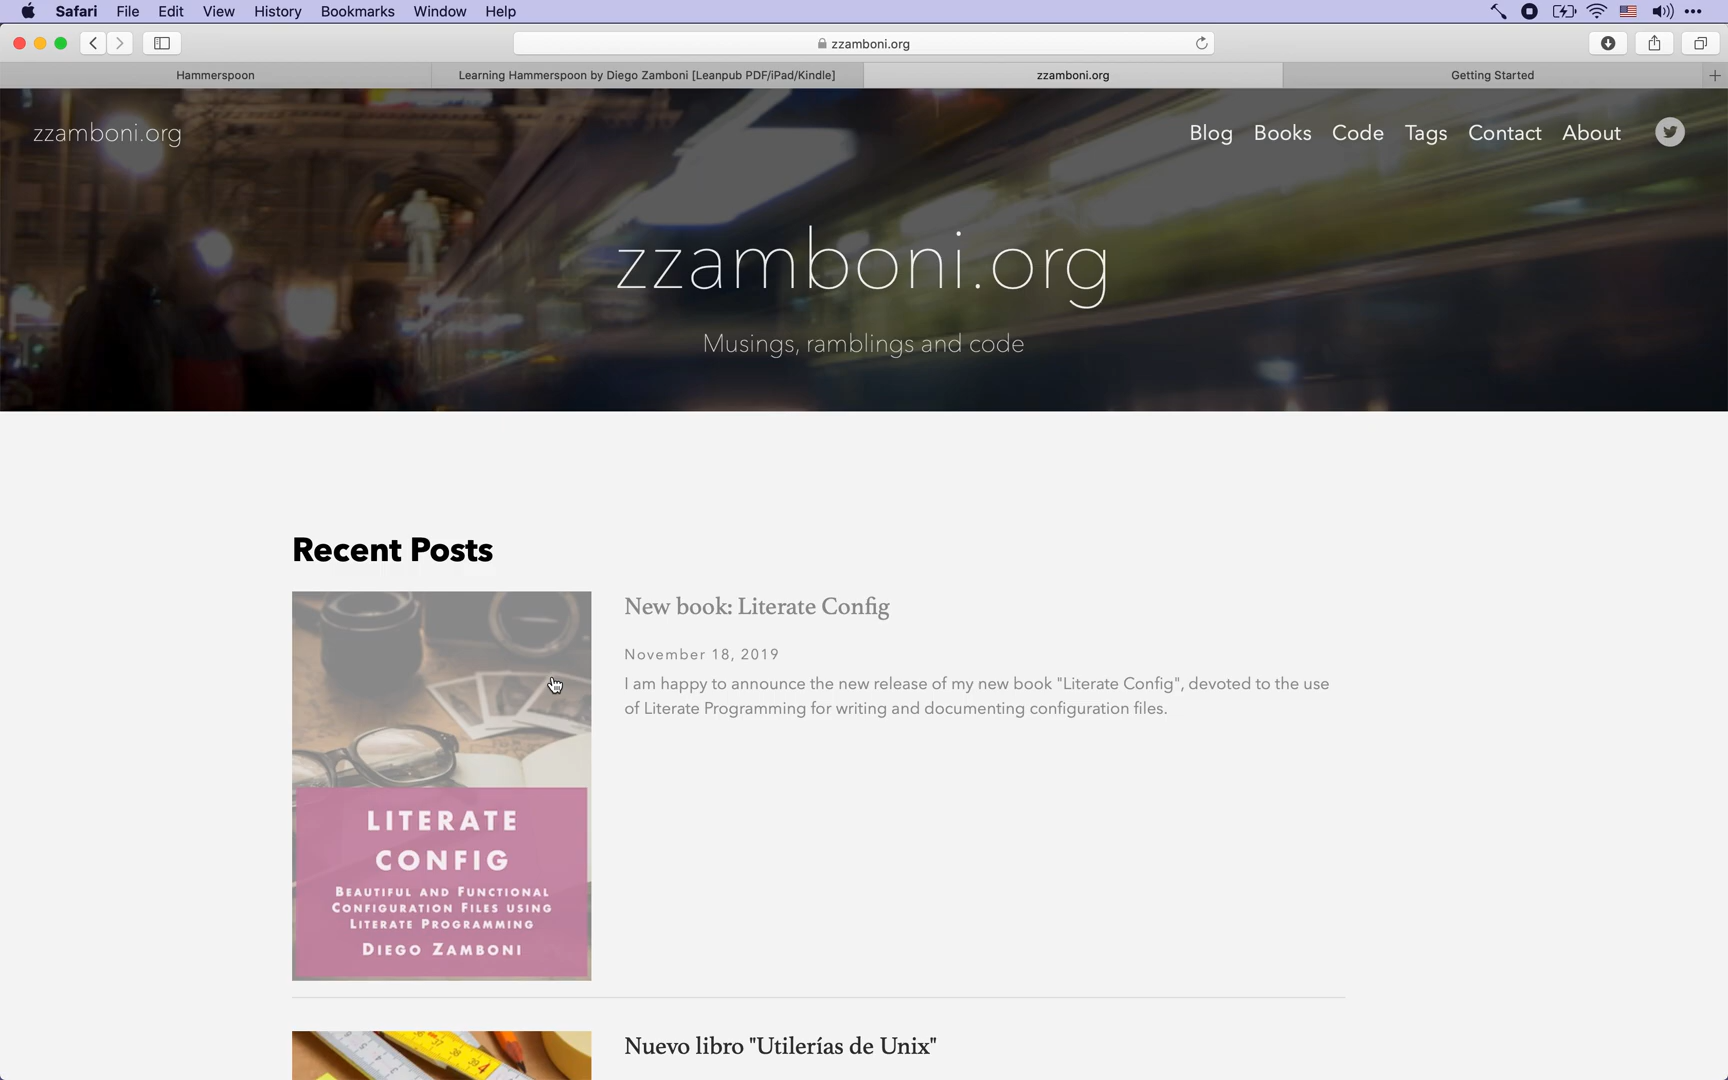 Safari File Edit View History Bookmarks Window Help
zzamboni.org
Hammerspoon
Learning Hammerspoon by Diego Zamboni [Leanpub PDF/iPad/Kindle]
zzamboni.org
Getting Started
zzamboni.org
Blog Books Code Tags Contact About
zzamboni.org
Musings, ramblings and code
Recent Posts
New book: Literate Config
November 18, 2019
I am happy to announce the new release of my new book "Literate Config", devoted to the use
of Literate Programming for writing and documenting configuration files.
LITERATE
CONFIG
BEAUTIFUL AND FUNCTIONAL
CONFIGURATION FILES USING
LITERATE PROGRAMMING
DIEGO ZAMBONI
Nuevo libro "Utilerías de Unix"